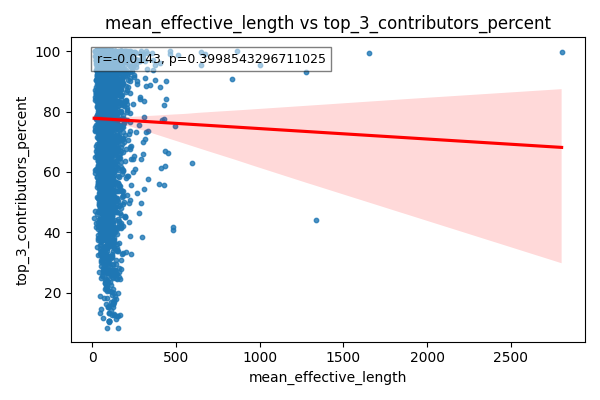 mean_effective_length vs top_3_contributors_percent
r=-0.0143, p=0.3998543296711025
top_3_contributors_percent
100
80
60
40
20
0
500
1000
1500
2000
2500
mean_effective_length